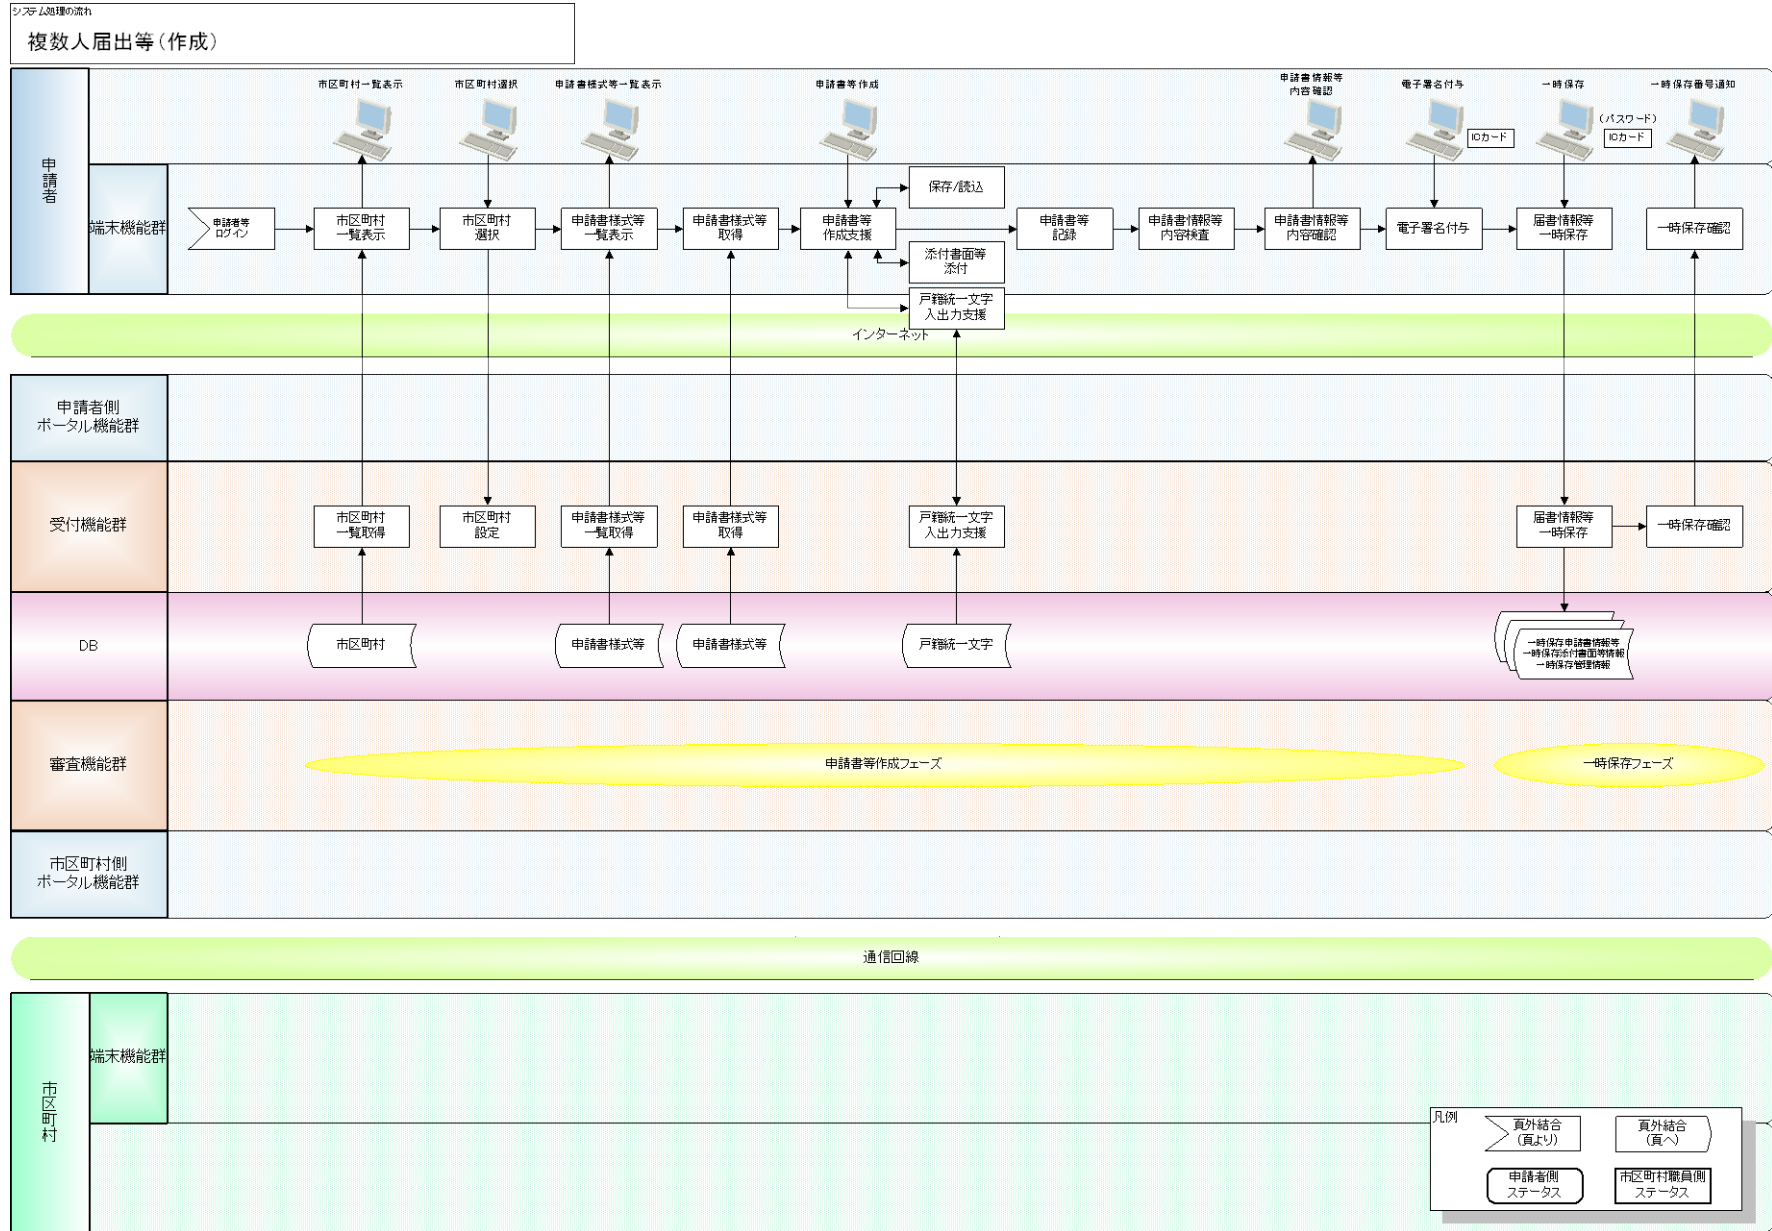 システム処理の流れ
複数人届出等(作成)
市区町村一覧表示
市区町村選択
申請書様式等一覧表示
申請書等作成
申請書情報等
内容確認
電子署名付与
一時保存
一時保存番号通知
ICカード
(パスワード)
ICカード
申請者
端末機能群
申請者等
ログイン
市区町村
一覧表示
市区町村
選択
申請書様式等
一覧表示
申請書様式等
取得
申請書等
作成支援
保存/読込
添付書面等
添付
戸籍統一文字
入出力支援
申請書等
記録
申請書情報等
内容検査
申請書情報等
内容確認
電子署名付与
届書情報等
一時保存
一時保存確認
インターネット
申請者側
ポータル機能群
受付機能群
市区町村
一覧取得
市区町村
設定
申請書様式等
一覧取得
申請書様式等
取得
戸籍統一文字
入出力支援
届書情報等
一時保存
一時保存確認
DB
市区町村
申請書様式等
申請書様式等
戸籍統一文字
一時保存申請書情報等
一時保存添付書面等情報
一時保存管理情報
審査機能群
申請書等作成フェーズ
一時保存フェーズ
市区町村側
ポータル機能群
通信回線
市区町村
端末機能群
凡例
頁外結合
(頁より)
頁外結合
(頁へ)
申請者側
ステータス
市区町村職員側
ステータス